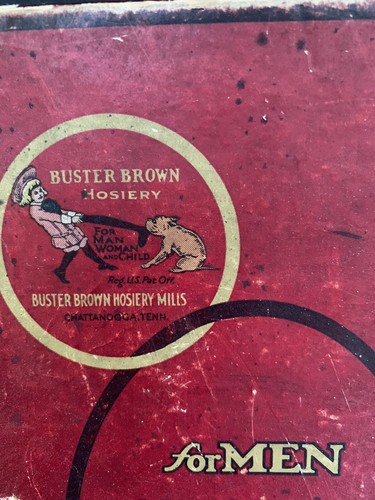 BUSTER BROWN
HOSIERY
FOR
MAN
WOMAN
AND CHILD
Reg. U.S. Pat. Off.
BUSTER BROWN HOSIERY MILLS
CHATTANOOGA, TENN.
for MEN